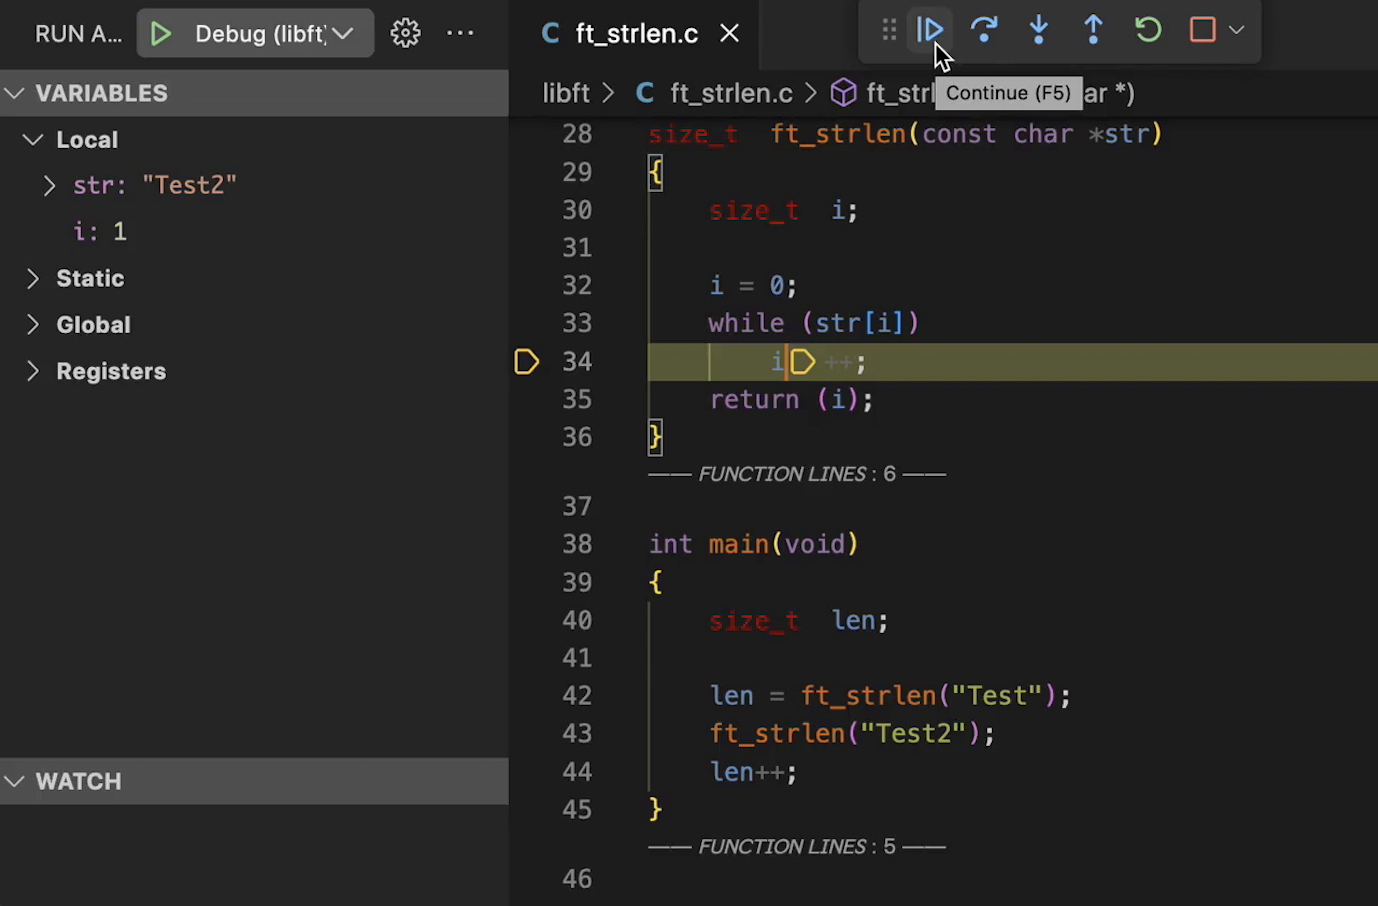 RUN A...
Debug (libft
ft_strlen.c
VARIABLES
Local
str: "Test2"
i: 1
Static
Global
Registers
WATCH
libft > C ft_strlen.c > ft_strl
ar *)
Continue (F5)
28 size_t ft_strlen(const char *str)
29 {
30 size_t i;
31
32 i = 0;
33 while (str[i])
34 i++;
35 return (i);
36 }
FUNCTION LINES : 6
37
38 int main(void)
39 {
40 size_t len;
41
42 len = ft_strlen("Test");
43 ft_strlen("Test2");
44 len++;
45 }
FUNCTION LINES : 5
46